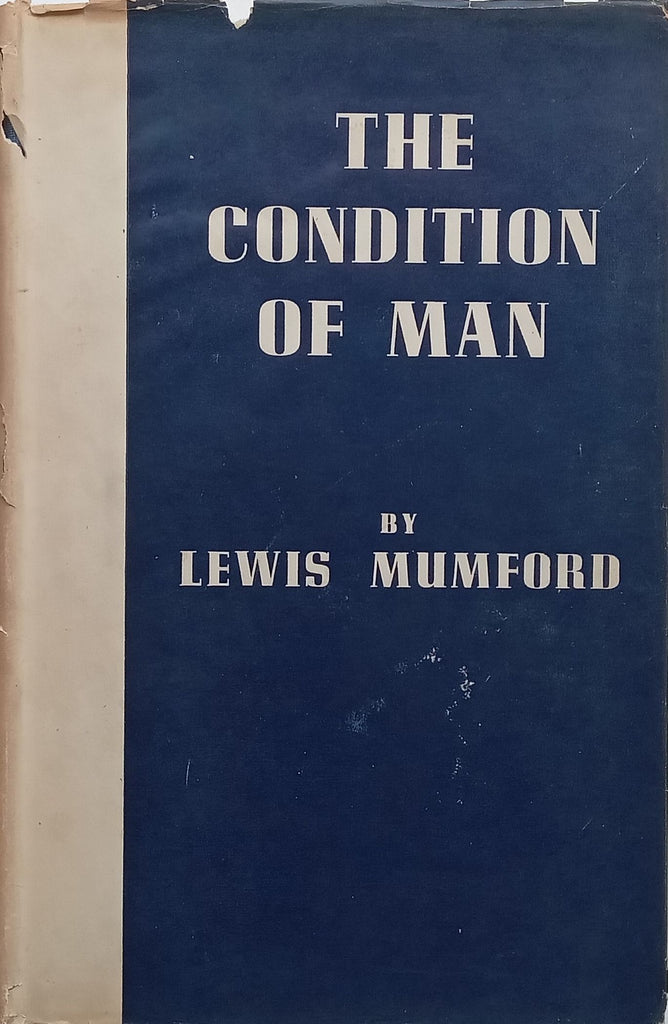 THE
CONDITION
OF MAN
BY
LEWIS MUMFORD